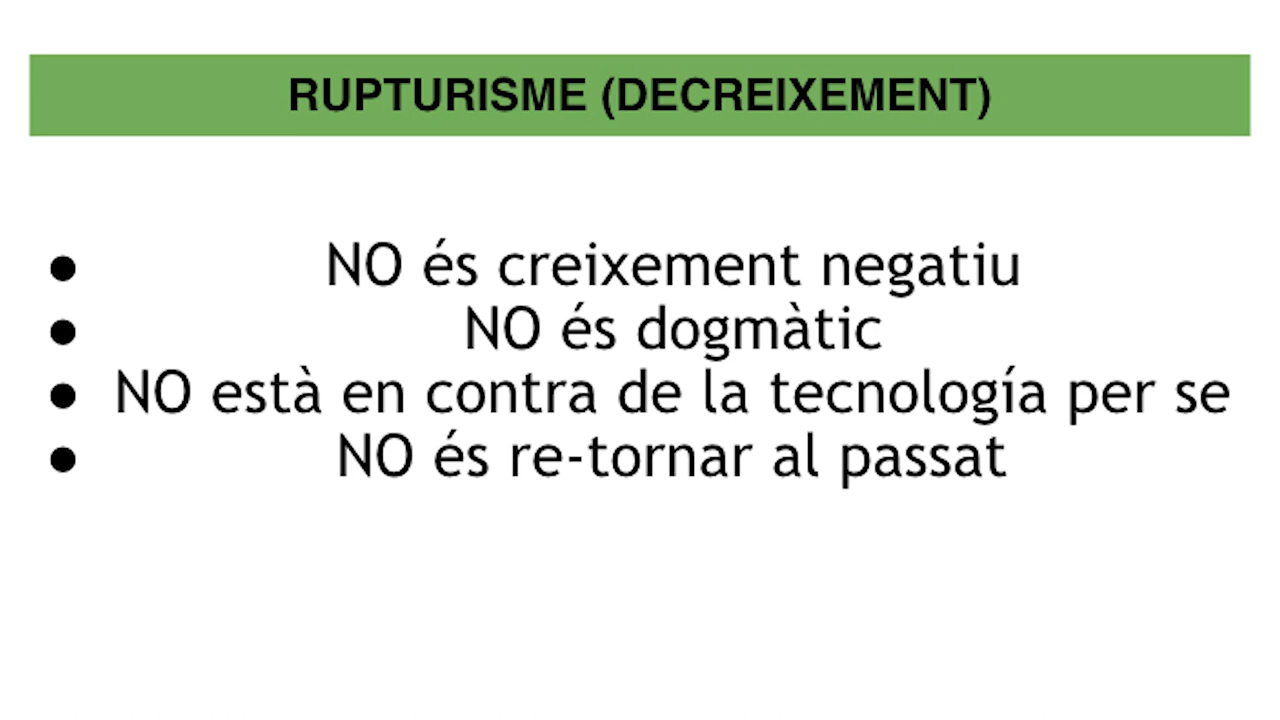 RUPTURISME (DECREIXEMENT)
● NO és creixement negatiu
● NO és dogmàtic
● NO està en contra de la tecnología per se
● NO és re-tornar al passat